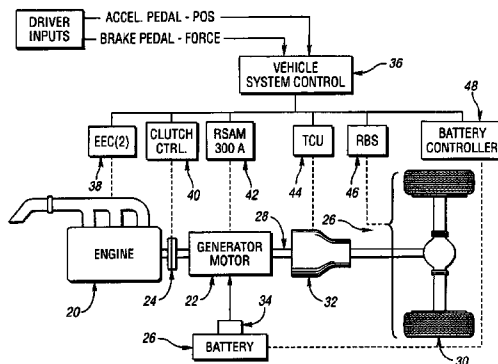 DRIVER INPUTS
ACCEL. PEDAL - POS
BRAKE PEDAL - FORCE
VEHICLE SYSTEM CONTROL
36
48
EEC(2)
CLUTCH CTRL.
RSAM 300 A
TCU
RBS
BATTERY CONTROLLER
38
40
42
44
46
26
28
ENGINE
GENERATOR MOTOR
20
24
22
32
34
26
BATTERY
30